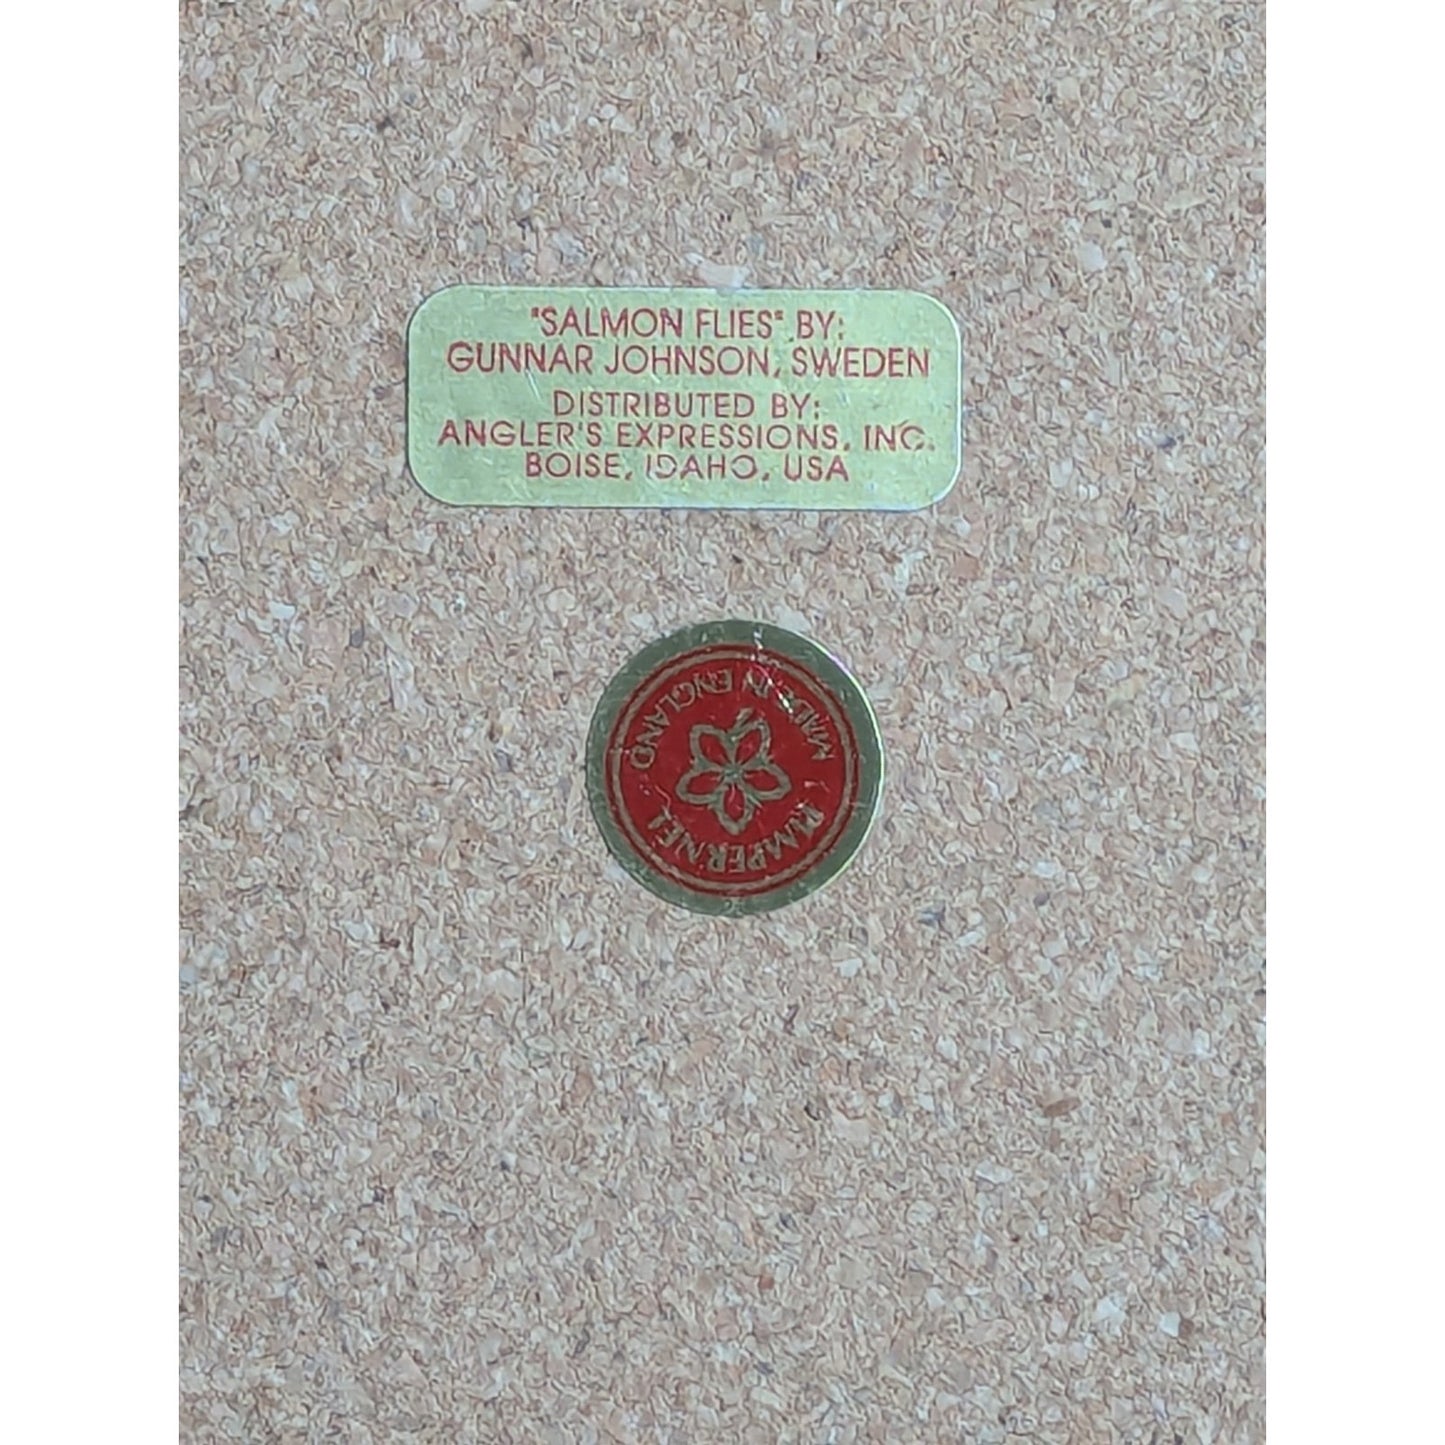 "SALMON FLIES" BY:
GUNNAR JOHNSON, SWEDEN
DISTRIBUTED BY:
ANGLER'S EXPRESSIONS, INC.
BOISE, IDAHO, USA
PIMPERNEL
MADE IN ENGLAND